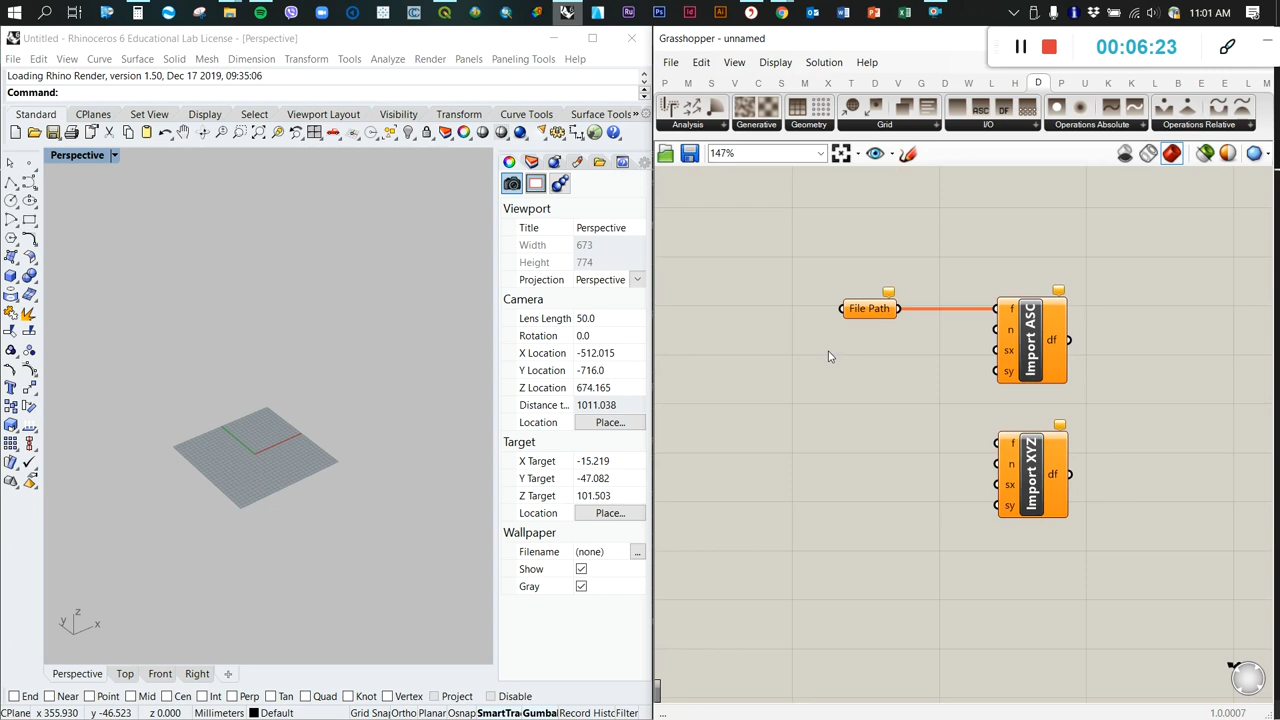 11:01 AM
Untitled - Rhinoceros 6 Educational Lab License - [Perspective]
File Edit View Curve Surface Solid Mesh Dimension Transform Tools Analyze Render Panels Paneling Tools Help
Loading Rhino Render, version 1.50, Dec 17 2019, 09:35:06
Command:
Standard CPlanes Set View Display Select Viewport Layout Visibility Transform Curve Tools Surface Tools
Perspective
Viewport
Title Perspective
Width 673
Height 774
Projection Perspective
Camera
Lens Length 50.0
Rotation 0.0
X Location -512.015
Y Location -716.0
Z Location 674.165
Distance t... 1011.038
Location Place...
Target
X Target -15.219
Y Target -47.082
Z Target 101.503
Location Place...
Wallpaper
Filename (none) ...
Show
Gray
z
y x
Perspective Top Front Right
End Near Point Mid Cen Int Perp Tan Quad Knot Vertex Project Disable
CPlane x 355.930 y -46.523 z 0.000 Millimeters Default Grid Snap Ortho Planar Osnap SmartTrac Gumba Record Histo Filter
Grasshopper - unnamed
00:06:23
File Edit View Display Solution Help
P M S V C S M I T D W L H D P U L K K S V B E L M
ASC DF
Analysis Generative Geometry Grid I/O Operations Absolute Operations Relative
147%
File Path
f
n
sx
sy
Import ASC
df
f
n
sx
sy
Import XYZ
df
...
1.0.0007